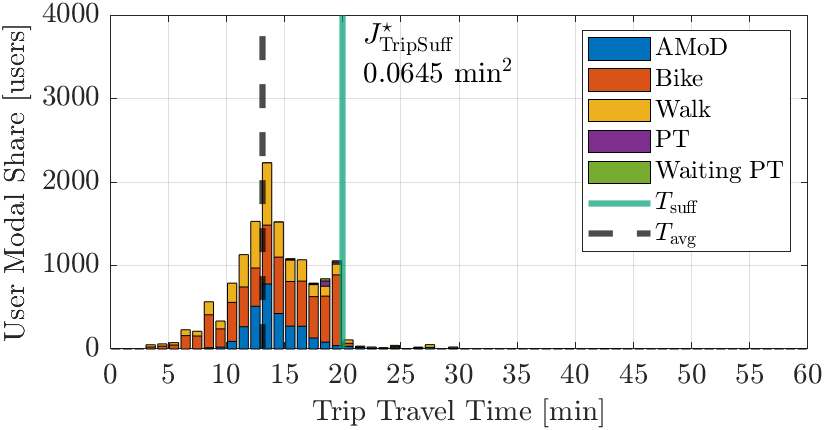 4000
3000
2000
1000
0
User Modal Share [users]
J⋆TripSuff
0.0645 min²
AMoD
Bike
Walk
PT
Waiting PT
Tsuff
Tavg
0 5 10 15 20 25 30 35 40 45 50 55 60
Trip Travel Time [min]